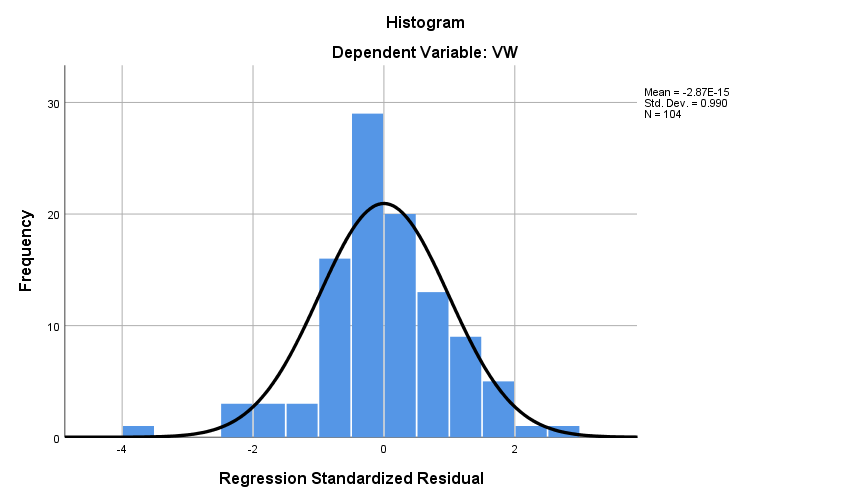 Histogram
Dependent Variable: VW
Mean = -2.87E-15
Std. Dev. = 0.990
N = 104
Frequency
30
20
10
0
-4 -2 0 2
Regression Standardized Residual